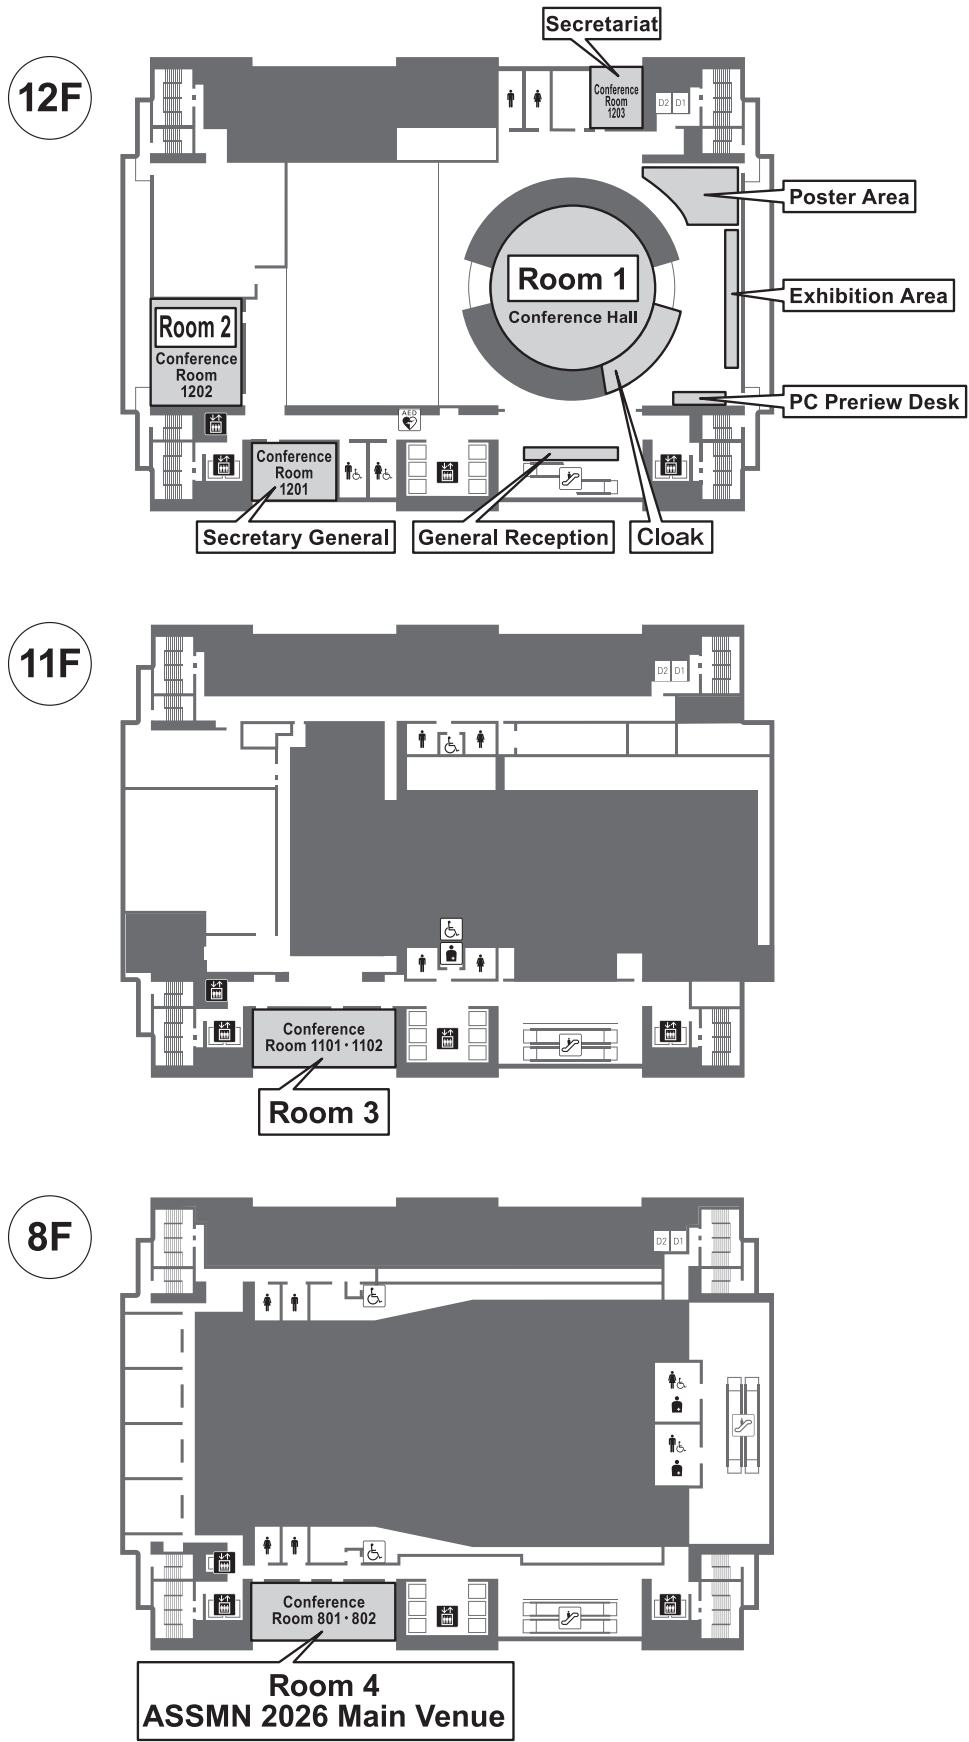 12F
Secretariat
Conference
Room
1203
D2 D1
Poster Area
Room 1
Conference Hall
Exhibition Area
Room 2
Conference
Room
1202
PC Preriew Desk
AED
Conference
Room
1201
Secretary General
General Reception
Cloak
11F
D2 D1
Conference
Room 1101・1102
Room 3
8F
D2 D1
Conference
Room 801・802
Room 4
ASSMN 2026 Main Venue